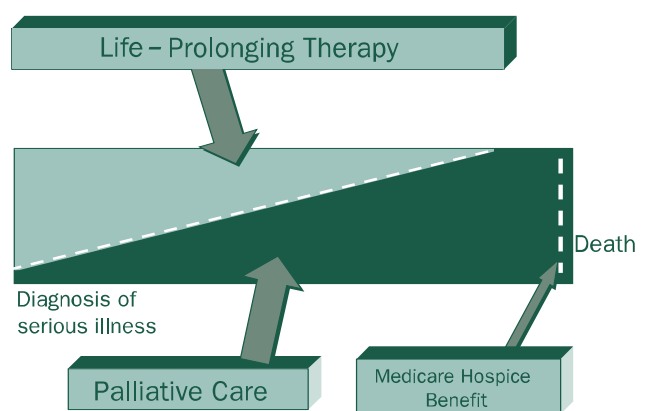 Life – Prolonging Therapy
Death
Diagnosis of
serious illness
Palliative Care
Medicare Hospice
Benefit